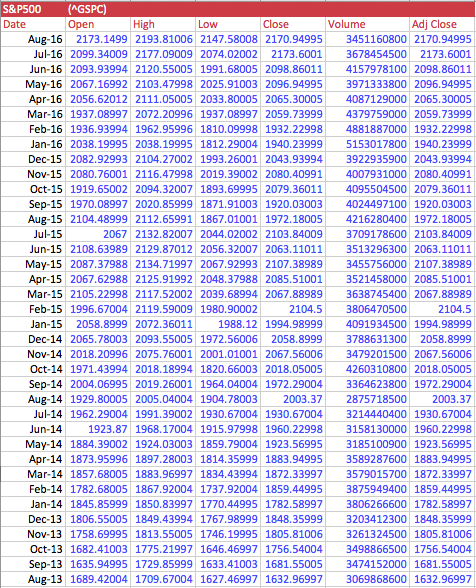 S&P500 (^GSPC)
Date Open High Low Close Volume Adj Close
Aug-16 2173.1499 2193.81006 2147.58008 2170.94995 3451160800 2170.94995
Jul-16 2099.34009 2177.09009 2074.02002 2173.6001 3678454500 2173.6001
Jun-16 2093.93994 2120.55005 1991.68005 2098.86011 4157978100 2098.86011
May-16 2067.16992 2103.47998 2025.91003 2096.94995 3971333800 2096.94995
Apr-16 2056.62012 2111.05005 2033.80005 2065.30005 4087129000 2065.30005
Mar-16 1937.08997 2072.20996 1937.08997 2059.73999 4379759000 2059.73999
Feb-16 1936.93994 1962.95996 1810.09998 1932.22998 4881887000 1932.22998
Jan-16 2038.19995 2038.19995 1812.29004 1940.23999 5153017800 1940.23999
Dec-15 2082.92993 2104.27002 1993.26001 2043.93994 3922935900 2043.93994
Nov-15 2080.76001 2116.47998 2019.39002 2080.40991 4007931000 2080.40991
Oct-15 1919.65002 2094.32007 1893.69995 2079.36011 4095504500 2079.36011
Sep-15 1970.08997 2020.85999 1871.91003 1920.03003 4024497100 1920.03003
Aug-15 2104.48999 2112.65991 1867.01001 1972.18005 4216280400 1972.18005
Jul-15 2067 2132.82007 2044.02002 2103.84009 3709178600 2103.84009
Jun-15 2108.63989 2129.87012 2056.32007 2063.11011 3513296300 2063.11011
May-15 2087.37988 2134.71997 2067.92993 2107.38989 3455756000 2107.38989
Apr-15 2067.62988 2125.91992 2048.37988 2085.51001 3521458000 2085.51001
Mar-15 2105.22998 2117.52002 2039.68994 2067.88989 3638745400 2067.88989
Feb-15 1996.67004 2119.59009 1980.90002 2104.5 3806470500 2104.5
Jan-15 2058.8999 2072.36011 1988.12 1994.98999 4091934500 1994.98999
Dec-14 2065.78003 2093.55005 1972.56006 2058.8999 3788631300 2058.8999
Nov-14 2018.20996 2075.76001 2001.01001 2067.56006 3479201500 2067.56006
Oct-14 1971.43994 2018.18994 1820.66003 2018.05005 4260310800 2018.05005
Sep-14 2004.06995 2019.26001 1964.04004 1972.29004 3364623800 1972.29004
Aug-14 1929.80005 2005.04004 1904.78003 2003.37 2875718500 2003.37
Jul-14 1962.29004 1991.39002 1930.67004 1930.67004 3214440400 1930.67004
Jun-14 1923.87 1968.17004 1915.97998 1960.22998 3158130000 1960.22998
May-14 1884.39002 1924.03003 1859.79004 1923.56995 3185100900 1923.56995
Apr-14 1873.95996 1897.28003 1814.35999 1883.94995 3589287600 1883.94995
Mar-14 1857.68005 1883.96997 1834.43994 1872.33997 3579015700 1872.33997
Feb-14 1782.68005 1867.92004 1737.92004 1859.44995 3875949400 1859.44995
Jan-14 1845.85999 1850.83997 1770.44995 1782.58997 3806266600 1782.58997
Dec-13 1806.55005 1849.43994 1767.98999 1848.35999 3203412300 1848.35999
Nov-13 1758.69995 1813.55005 1746.19995 1805.81006 3261324500 1805.81006
Oct-13 1682.41003 1775.21997 1646.46997 1756.54004 3498866500 1756.54004
Sep-13 1635.94995 1729.85999 1633.41003 1681.55005 3474152000 1681.55005
Aug-13 1689.42004 1709.67004 1627.46997 1632.96997 3069868600 1632.96997